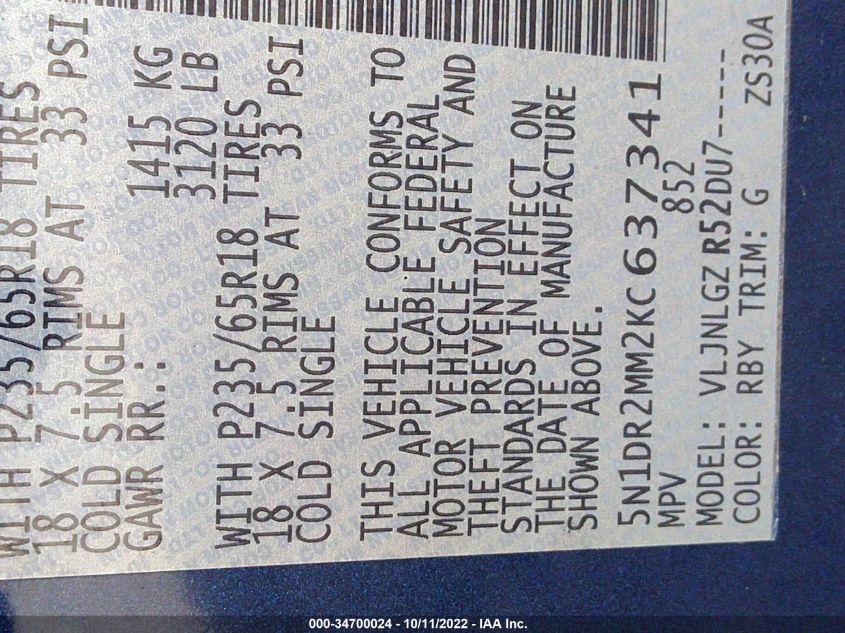 WITH P235/65R18 TIRES
18 X 7.5 RIMS AT 33 PSI
COLD SINGLE
GAWR RR.: 1415 KG
3120 LB
WITH P235/65R18 TIRES
18 X 7.5 RIMS AT 33 PSI
COLD SINGLE
THIS VEHICLE CONFORMS TO
ALL APPLICABLE FEDERAL
MOTOR VEHICLE SAFETY AND
THEFT PREVENTION
STANDARDS IN EFFECT ON
THE DATE OF MANUFACTURE
SHOWN ABOVE.
5N1DR2MM2KC637341
MPV 852
MODEL: VLJNLGZ R52DU7-----
COLOR: RBY TRIM: G ZS30A
000-34700024 - 10/11/2022 - IAA Inc.